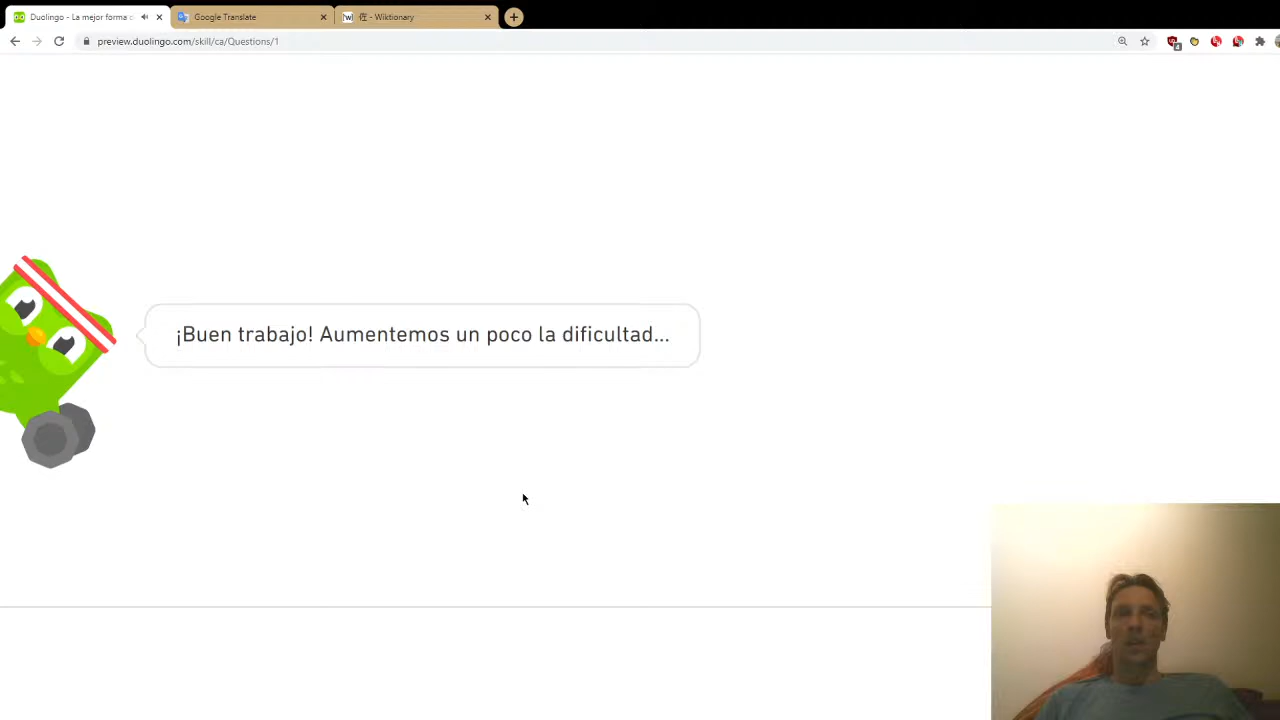 Duolingo - La mejor forma d
Google Translate
佐 - Wiktionary
preview.duolingo.com/skill/ca/Questions/1
¡Buen trabajo! Aumentemos un poco la dificultad...